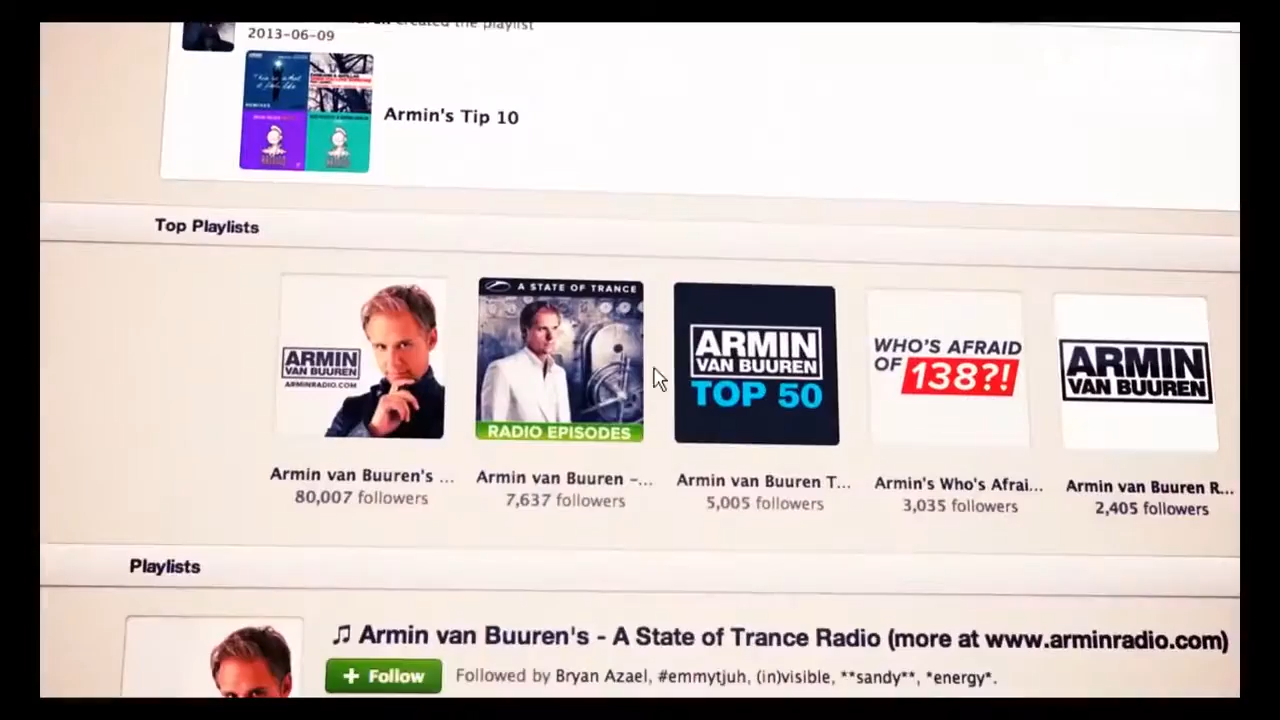 created the playlist
2013-06-09
Armin's Tip 10
Top Playlists
ARMIN
VAN BUUREN
ARMINRADIO.COM
A STATE OF TRANCE
RADIO EPISODES
ARMIN
VAN BUUREN
TOP 50
WHO'S AFRAID
OF 138?!
ARMIN
VAN BUUREN
Armin van Buuren's ...
80,007 followers
Armin van Buuren -...
7,637 followers
Armin van Buuren T...
5,005 followers
Armin's Who's Afrai...
3,035 followers
Armin van Buuren R...
2,405 followers
Playlists
Armin van Buuren's - A State of Trance Radio (more at www.arminradio.com)
+ Follow
Followed by Bryan Azael, #emmytjuh, (in)visible, **sandy**, *energy*.